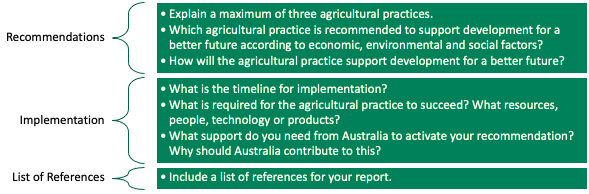 Recommendations
• Explain a maximum of three agricultural practices.
• Which agricultural practice is recommended to support development for a
better future according to economic, environmental and social factors?
• How will the agricultural practice support development for a better future?
Implementation
• What is the timeline for implementation?
• What is required for the agricultural practice to succeed? What resources,
people, technology or products?
• What support do you need from Australia to activate your recommendation?
Why should Australia contribute to this?
List of References
• Include a list of references for your report.